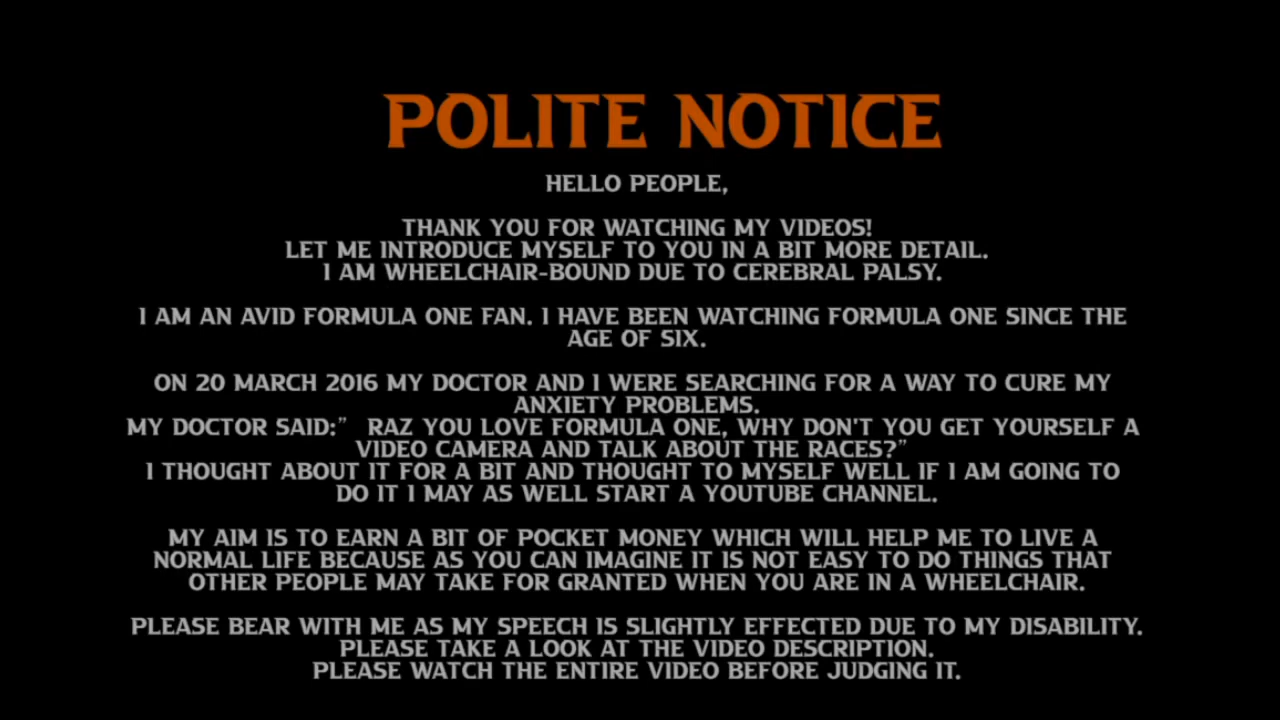 POLITE NOTICE
HELLO PEOPLE,
THANK YOU FOR WATCHING MY VIDEOS!
LET ME INTRODUCE MYSELF TO YOU IN A BIT MORE DETAIL.
I AM WHEELCHAIR-BOUND DUE TO CEREBRAL PALSY.
I AM AN AVID FORMULA ONE FAN. I HAVE BEEN WATCHING FORMULA ONE SINCE THE
AGE OF SIX.
ON 20 MARCH 2016 MY DOCTOR AND I WERE SEARCHING FOR A WAY TO CURE MY
ANXIETY PROBLEMS.
MY DOCTOR SAID:"  RAZ YOU LOVE FORMULA ONE, WHY DON'T YOU GET YOURSELF A
VIDEO CAMERA AND TALK ABOUT THE RACES?"
I THOUGHT ABOUT IT FOR A BIT AND THOUGHT TO MYSELF WELL IF I AM GOING TO
DO IT I MAY AS WELL START A YOUTUBE CHANNEL.
MY AIM IS TO EARN A BIT OF POCKET MONEY WHICH WILL HELP ME TO LIVE A
NORMAL LIFE BECAUSE AS YOU CAN IMAGINE IT IS NOT EASY TO DO THINGS THAT
OTHER PEOPLE MAY TAKE FOR GRANTED WHEN YOU ARE IN A WHEELCHAIR.
PLEASE BEAR WITH ME AS MY SPEECH IS SLIGHTLY EFFECTED DUE TO MY DISABILITY.
PLEASE TAKE A LOOK AT THE VIDEO DESCRIPTION.
PLEASE WATCH THE ENTIRE VIDEO BEFORE JUDGING IT.